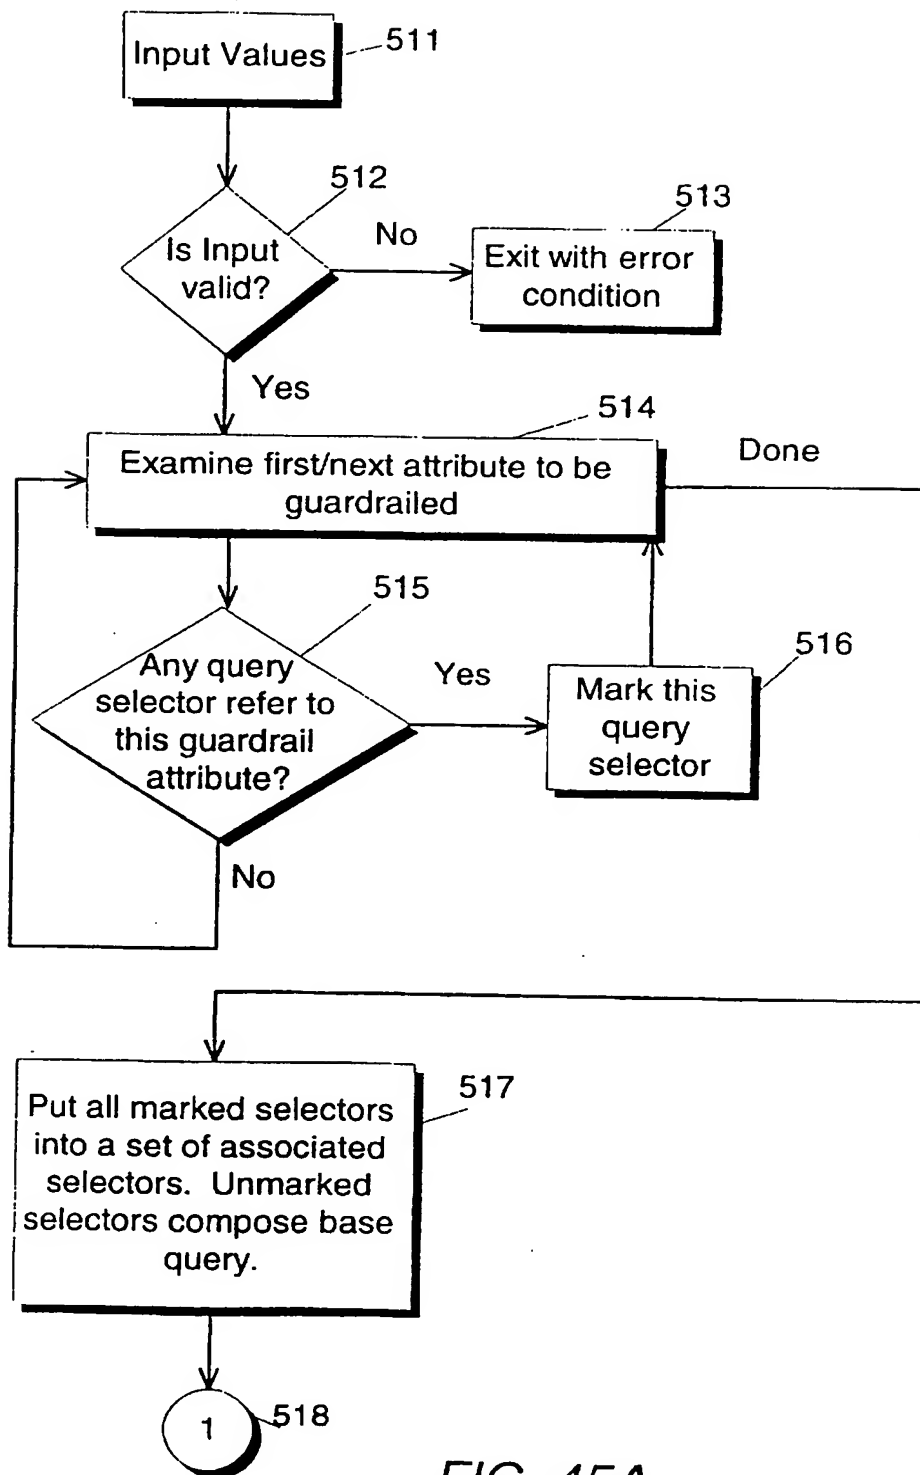 Input Values
511
512
Is Input
valid?
No
513
Exit with error
condition
Yes
514
Examine first/next attribute to be
guardrailed
Done
515
Any query
selector refer to
this guardrail
attribute?
Yes
516
Mark this
query
selector
No
517
Put all marked selectors
into a set of associated
selectors. Unmarked
selectors compose base
query.
1
518
FIG. 45A